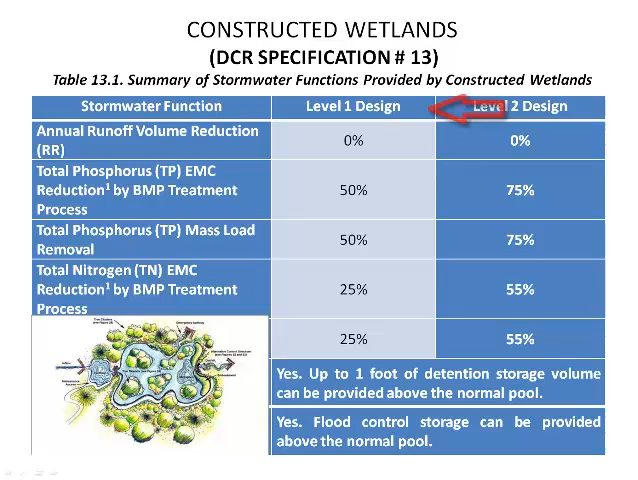 CONSTRUCTED WETLANDS
(DCR SPECIFICATION # 13)
Table 13.1. Summary of Stormwater Functions Provided by Constructed Wetlands
Stormwater Function Level 1 Design Level 2 Design
Annual Runoff Volume Reduction
(RR) 0% 0%
Total Phosphorus (TP) EMC
Reduction¹ by BMP Treatment 50% 75%
Process
Total Phosphorus (TP) Mass Load
Removal 50% 75%
Total Nitrogen (TN) EMC
Reduction¹ by BMP Treatment 25% 55%
Process
25% 55%
Yes. Up to 1 foot of detention storage volume
can be provided above the normal pool.
Yes. Flood control storage can be provided
above the normal pool.